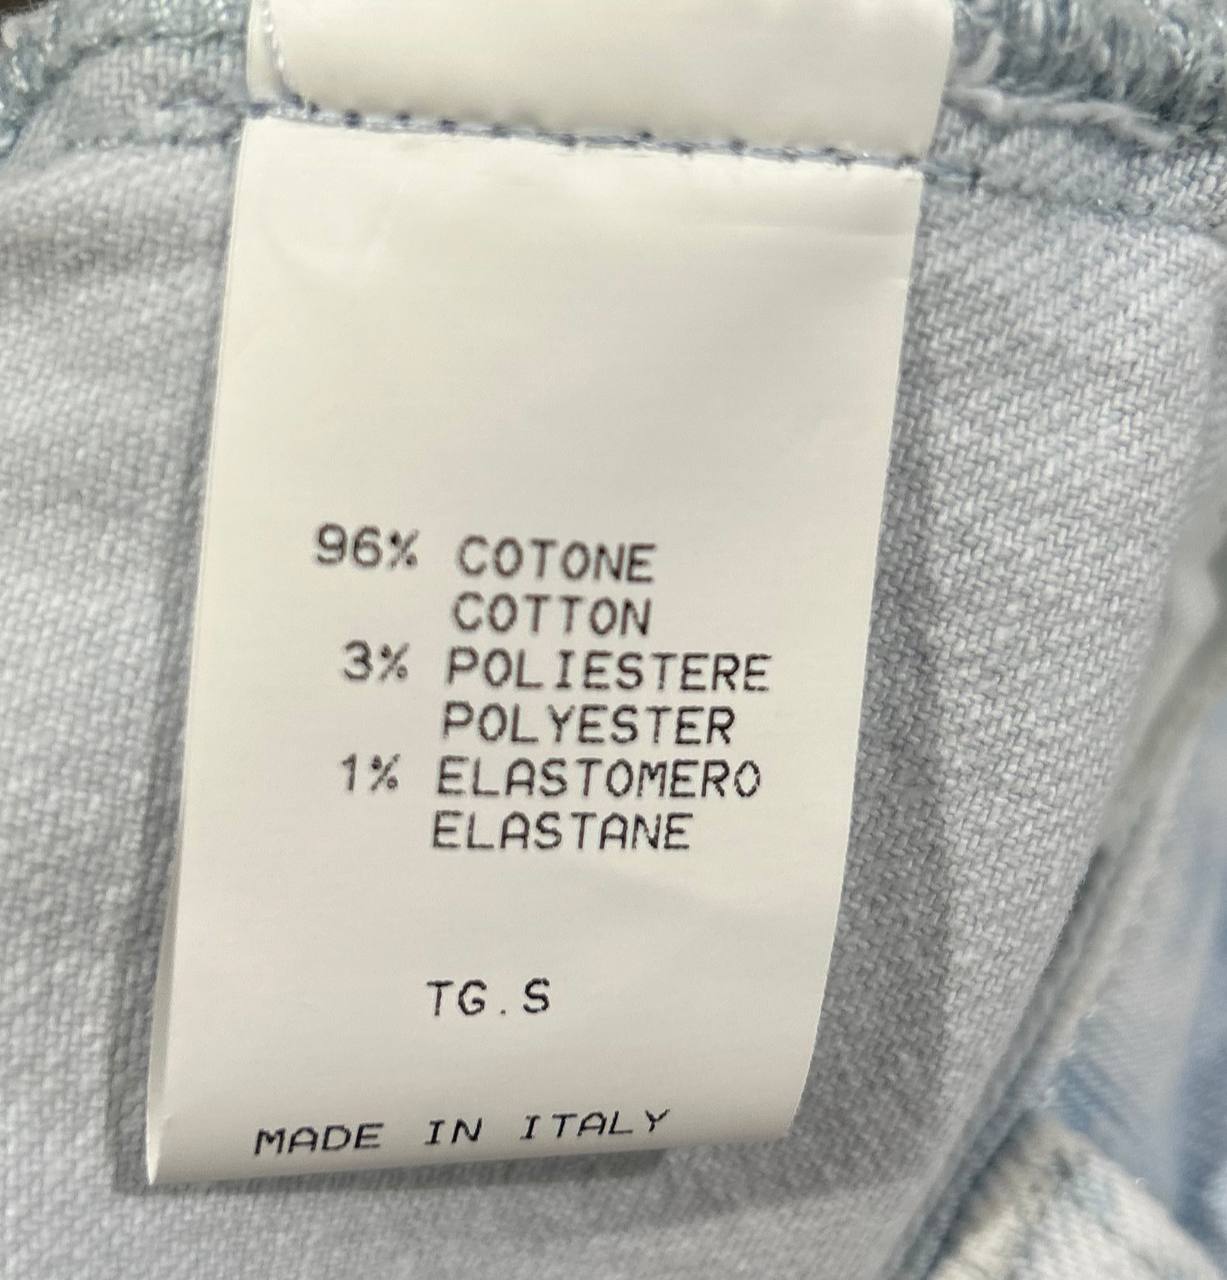 96% COTONE
COTTON
3% POLIESTERE
POLYESTER
1% ELASTOMERO
ELASTANE
TG.S
MADE IN ITALY